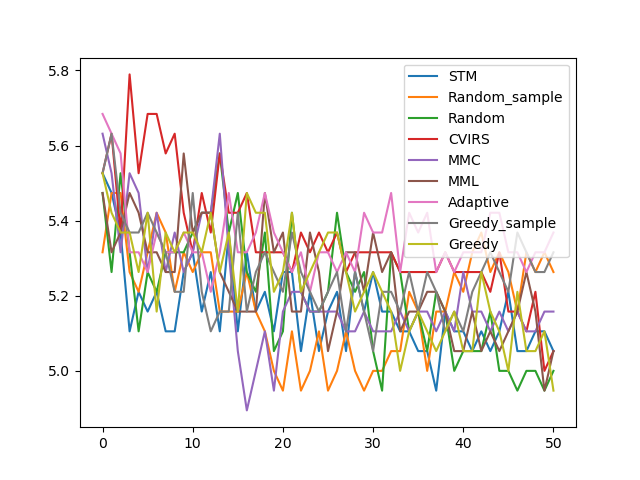 5.8
5.6
5.4
5.2
5.0
0
10
20
30
40
50
STM
Random_sample
Random
CVIRS
MMC
MML
Adaptive
Greedy_sample
Greedy